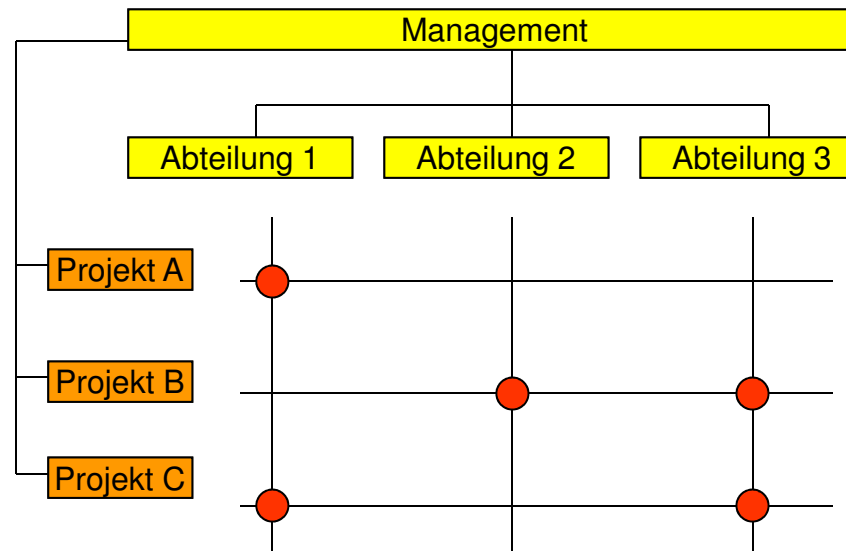 Management
Abteilung 1
Abteilung 2
Abteilung 3
Projekt A
Projekt B
Projekt C